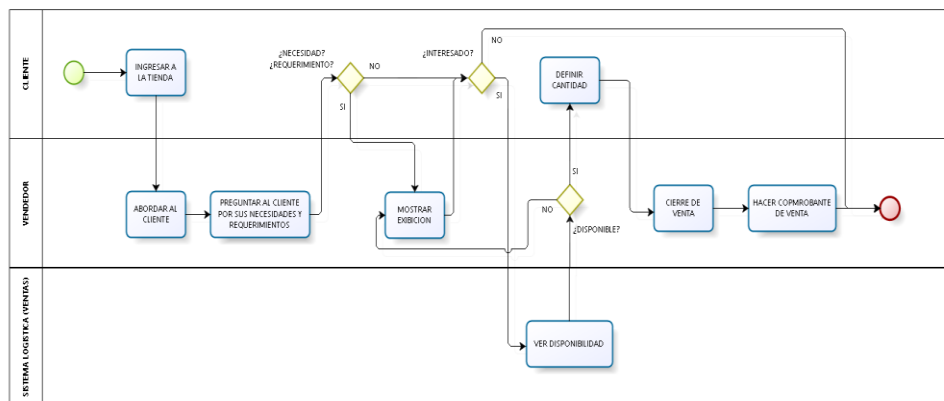 CLIENTE
INGRESAR A
LA TIENDA
¿NECESIDAD?
¿REQUERIMIENTO?
NO
SI
¿INTERESADO?
NO
SI
DEFINIR
CANTIDAD
VENDEDOR
ABORDAR AL
CLIENTE
PREGUNTAR AL CLIENTE
POR SUS NECESIDADES Y
REQUERIMIENTOS
MOSTRAR
EXIBICION
SI
NO
¿DISPONIBLE?
CIERRE DE
VENTA
HACER COPMROBANTE
DE VENTA
SISTEMA LOGISTICA (VENTAS)
VER DISPONIBILIDAD